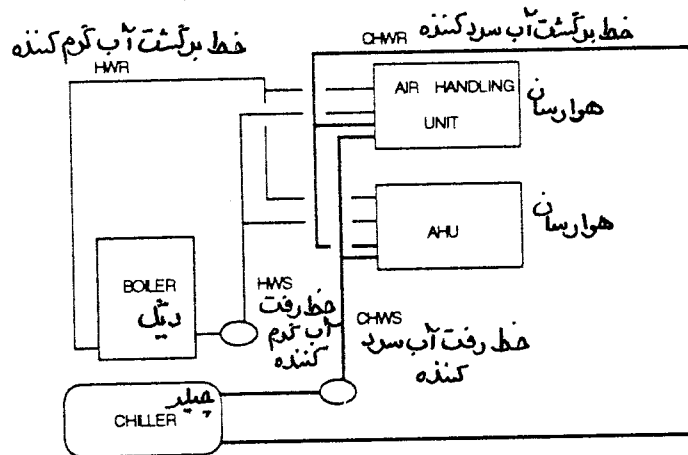 خط برگشت آب گرم کننده
HWR
خط برگشت آب سرد کننده
CHWR
AIR HANDLING
UNIT
هوارسان
AHU
هوارسان
BOILER
دیگ
HWS
خط رفت
آب گرم
کننده
CHWS
خط رفت آب سرد
کننده
چیلر
CHILLER